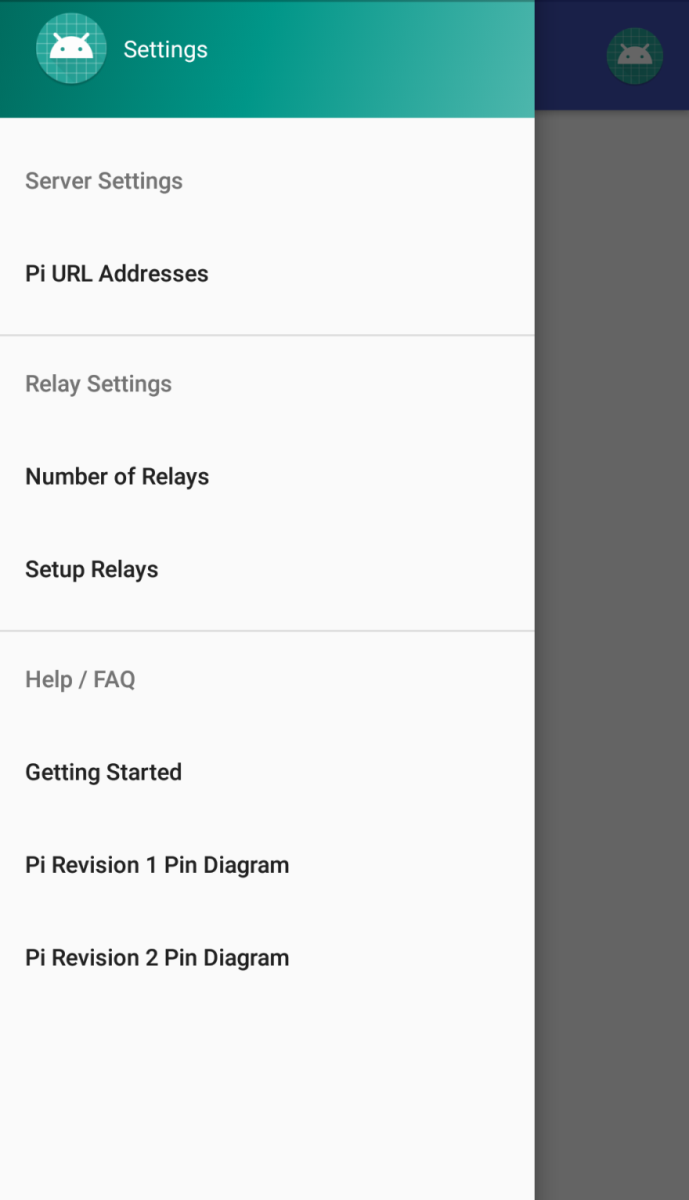 Settings
Server Settings
Pi URL Addresses
Relay Settings
Number of Relays
Setup Relays
Help / FAQ
Getting Started
Pi Revision 1 Pin Diagram
Pi Revision 2 Pin Diagram